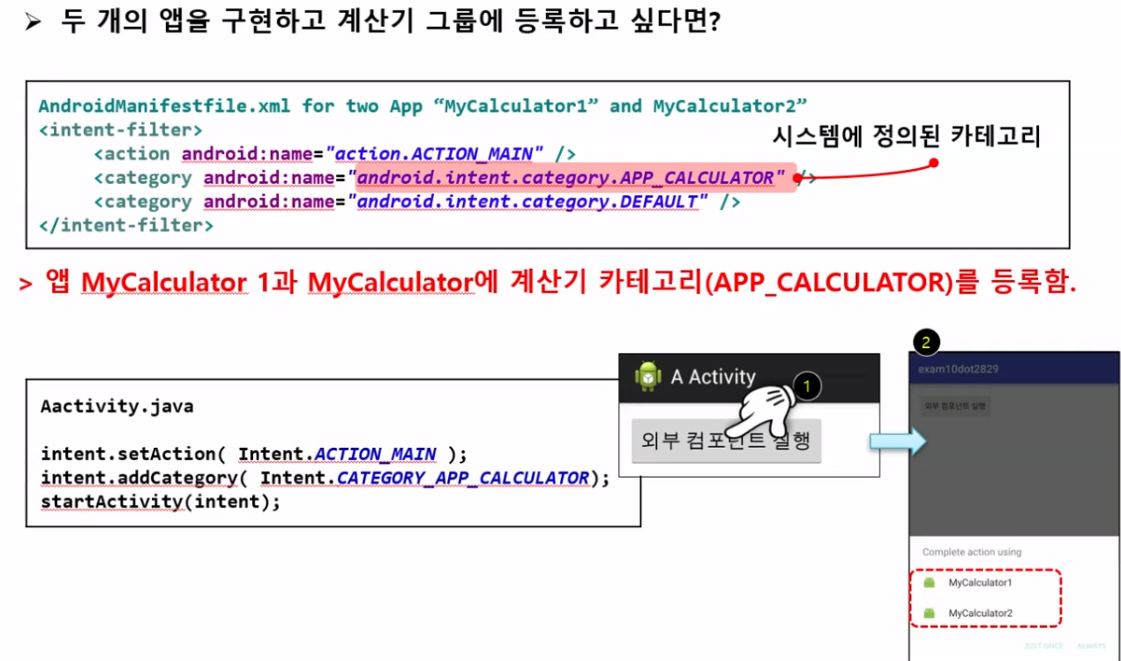 ➢ 두 개의 앱을 구현하고 계산기 그룹에 등록하고 싶다면?
AndroidManifestfile.xml for two App “MyCalculator1” and MyCalculator2”
<intent-filter>
시스템에 정의된 카테고리
<action android:name="action.ACTION_MAIN" />
<category android:name="android.intent.category.APP_CALCULATOR" />
<category android:name="android.intent.category.DEFAULT" />
</intent-filter>
> 앱 MyCalculator 1과 MyCalculator에 계산기 카테고리(APP_CALCULATOR)를 등록함.
Aactivity.java
intent.setAction( Intent.ACTION_MAIN );
intent.addCategory( Intent.CATEGORY_APP_CALCULATOR);
startActivity(intent);
A Activity
1
외부 컴포넌트 실행
2
exam10dot2829
외부 컴포넌트 실행
Complete action using
MyCalculator1
MyCalculator2
JUST ONCE ALWAYS